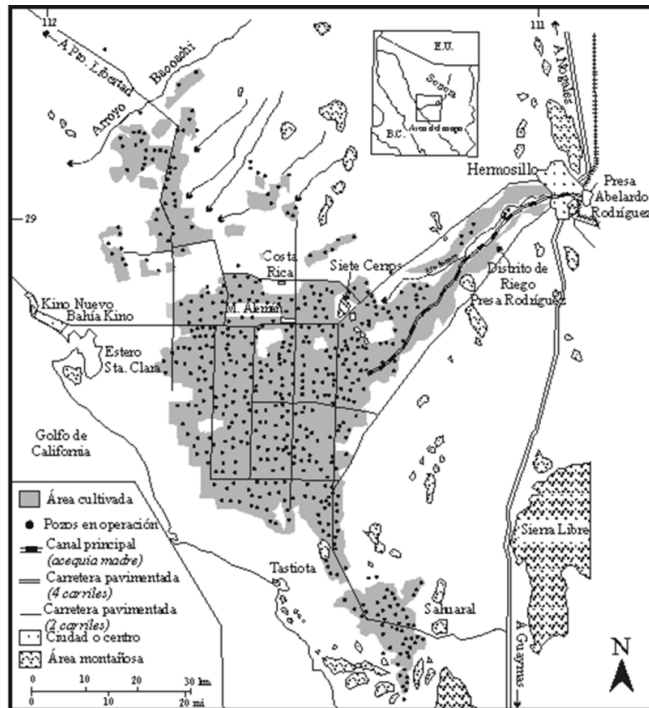 112
111
A Pto. Libertad
Arroyo
Bacoachi
E.U.
Sonora
B.C.
Área del mapa
A Nogales
Hermosillo
Presa
Abelardo
Rodríguez
29
Costa
Rica
Siete Cerros
Distrito de
Riego
Presa Rodríguez
M. Alemán
Kino Nuevo
Bahía Kino
Estero
Sta. Clara
Golfo de
California
Área cultivada
Pozos en operación
Canal principal
(acequia madre)
Carretera pavimentada
(4 carriles)
Carretera pavimentada
(2 carriles)
Ciudad o centro
Área montañosa
Tastiota
Sahuaral
Sierra Libre
A Guaymas
N
0 10 20 30 km
0 10 20 mi